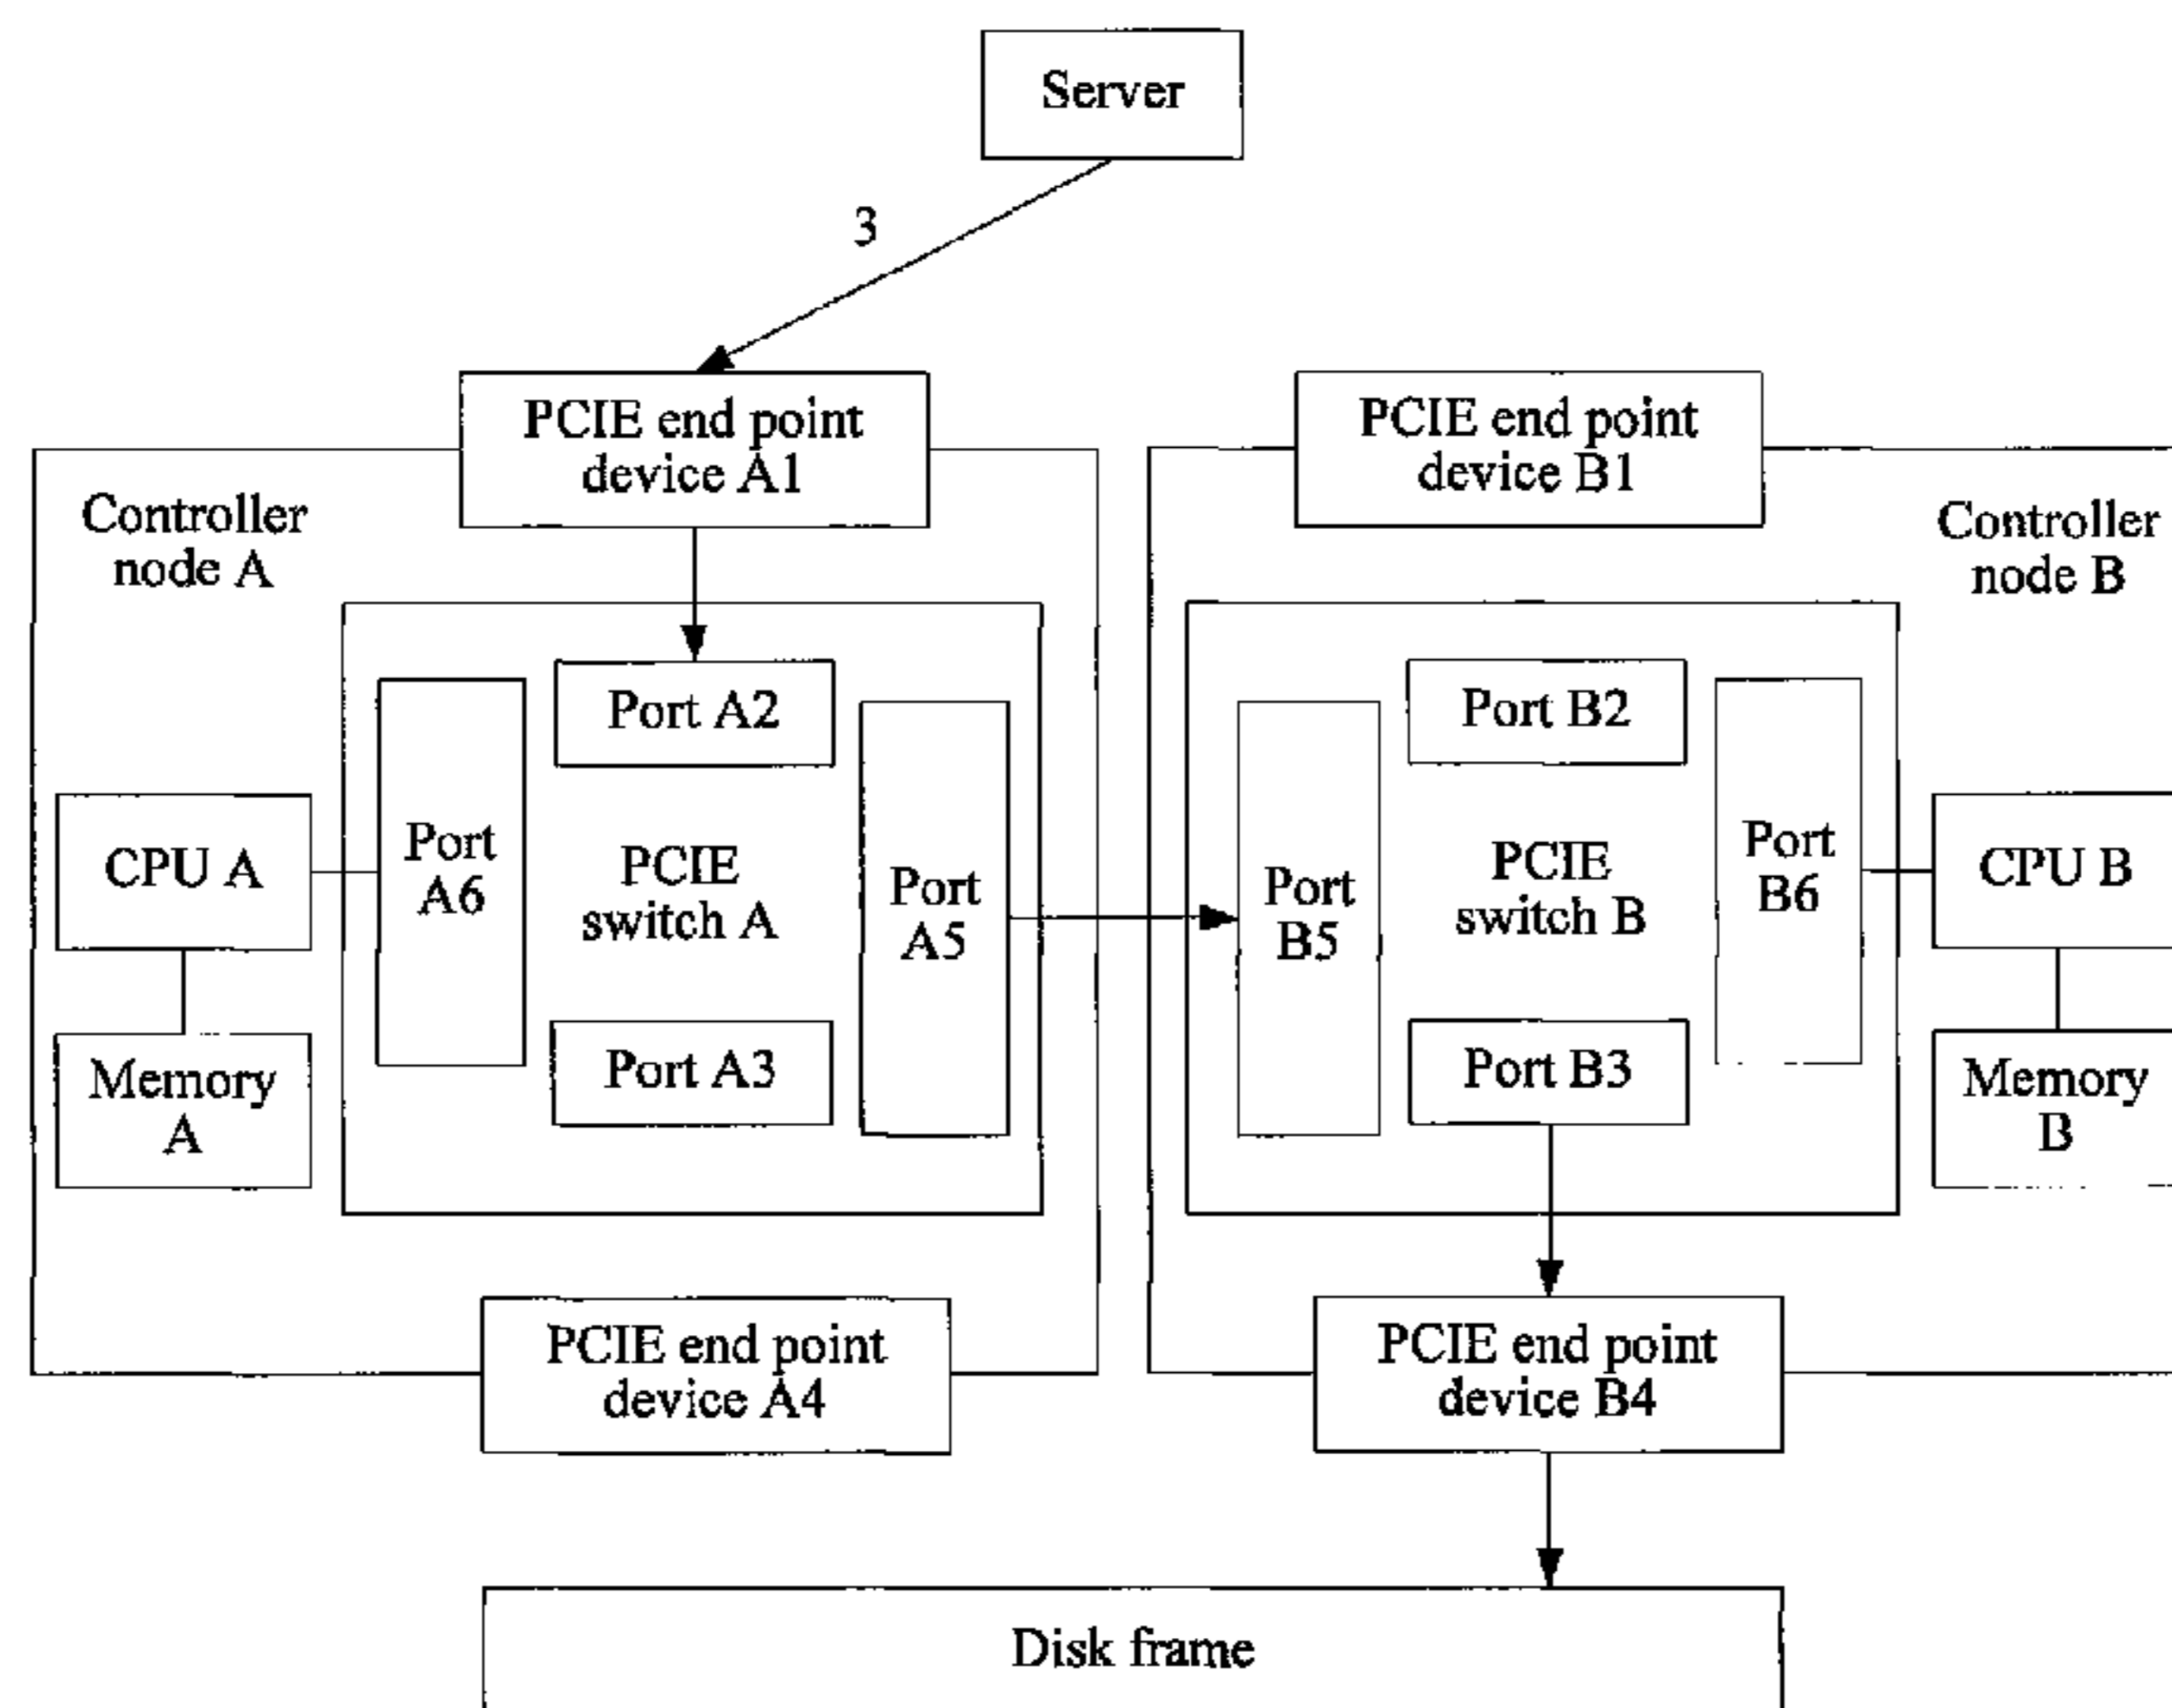 Server
3
PCIE end point
device A1
PCIE end point
device B1
Controller
node A
Controller
node B
Port A2
Port B2
Port
A6
PCIE
switch A
Port
A5
Port
B5
PCIE
switch B
Port
B6
CPU A
CPU B
Port A3
Port B3
Memory
A
Memory
B
PCIE end point
device A4
PCIE end point
device B4
Disk frame